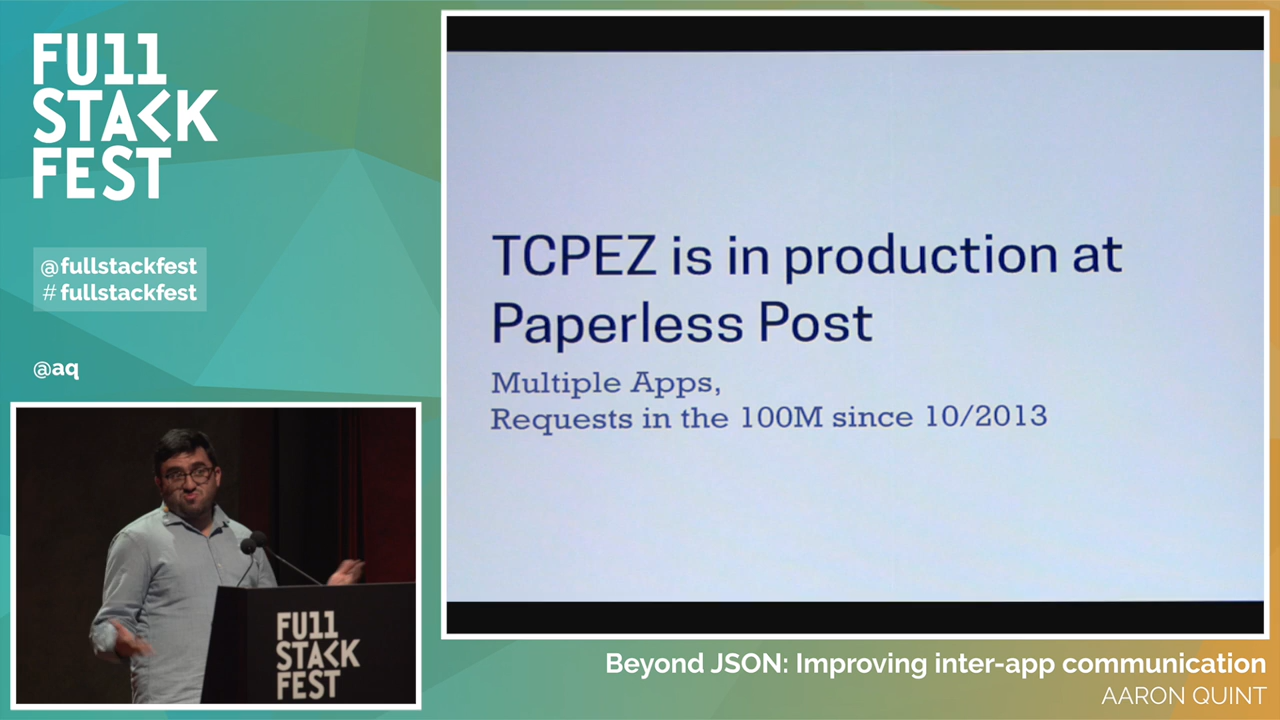 FU11
STACK
FEST
@fullstackfest
# fullstackfest
@aq
TCPEZ is in production at
Paperless Post
Multiple Apps,
Requests in the 100M since 10/2013
FU11
STACK
FEST
Beyond JSON: Improving inter-app communication
AARON QUINT